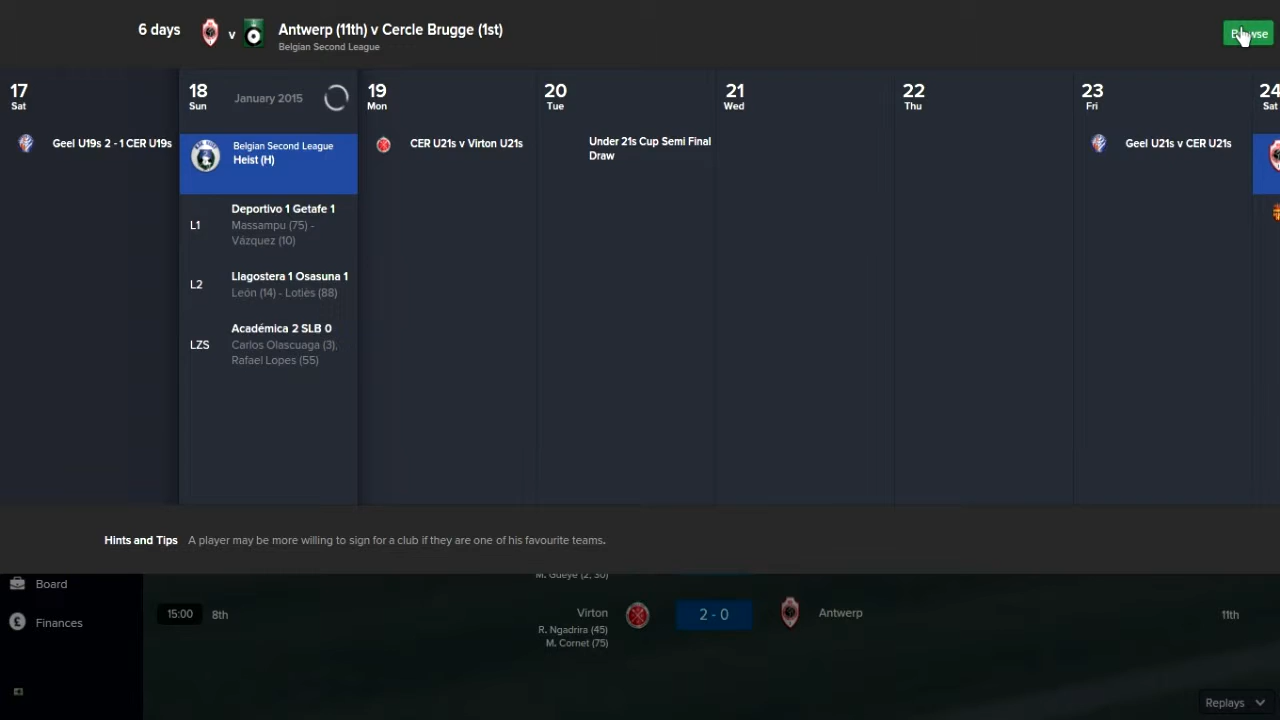 6 days
v
Antwerp (11th) v Cercle Brugge (1st)
Belgian Second League
Browse
17
Sat
18
Sun
January 2015
19
Mon
20
Tue
21
Wed
22
Thu
23
Fri
24
Sat
Geel U19s 2 - 1 CER U19s
Belgian Second League
Heist (H)
CER U21s v Virton U21s
Under 21s Cup Semi Final
Draw
Geel U21s v CER U21s
L1
Deportivo 1 Getafe 1
Massampu (75) -
Vázquez (10)
L2
Llagostera 1 Osasuna 1
León (14) - Lotiès (88)
LZS
Académica 2 SLB 0
Carlos Olascuaga (3),
Rafael Lopes (55)
Hints and Tips
A player may be more willing to sign for a club if they are one of his favourite teams.
Board
M. Gueye (2, 30)
Finances
15:00
8th
Virton
2 - 0
Antwerp
11th
R. Ngadrira (45)
M. Cornet (75)
Replays